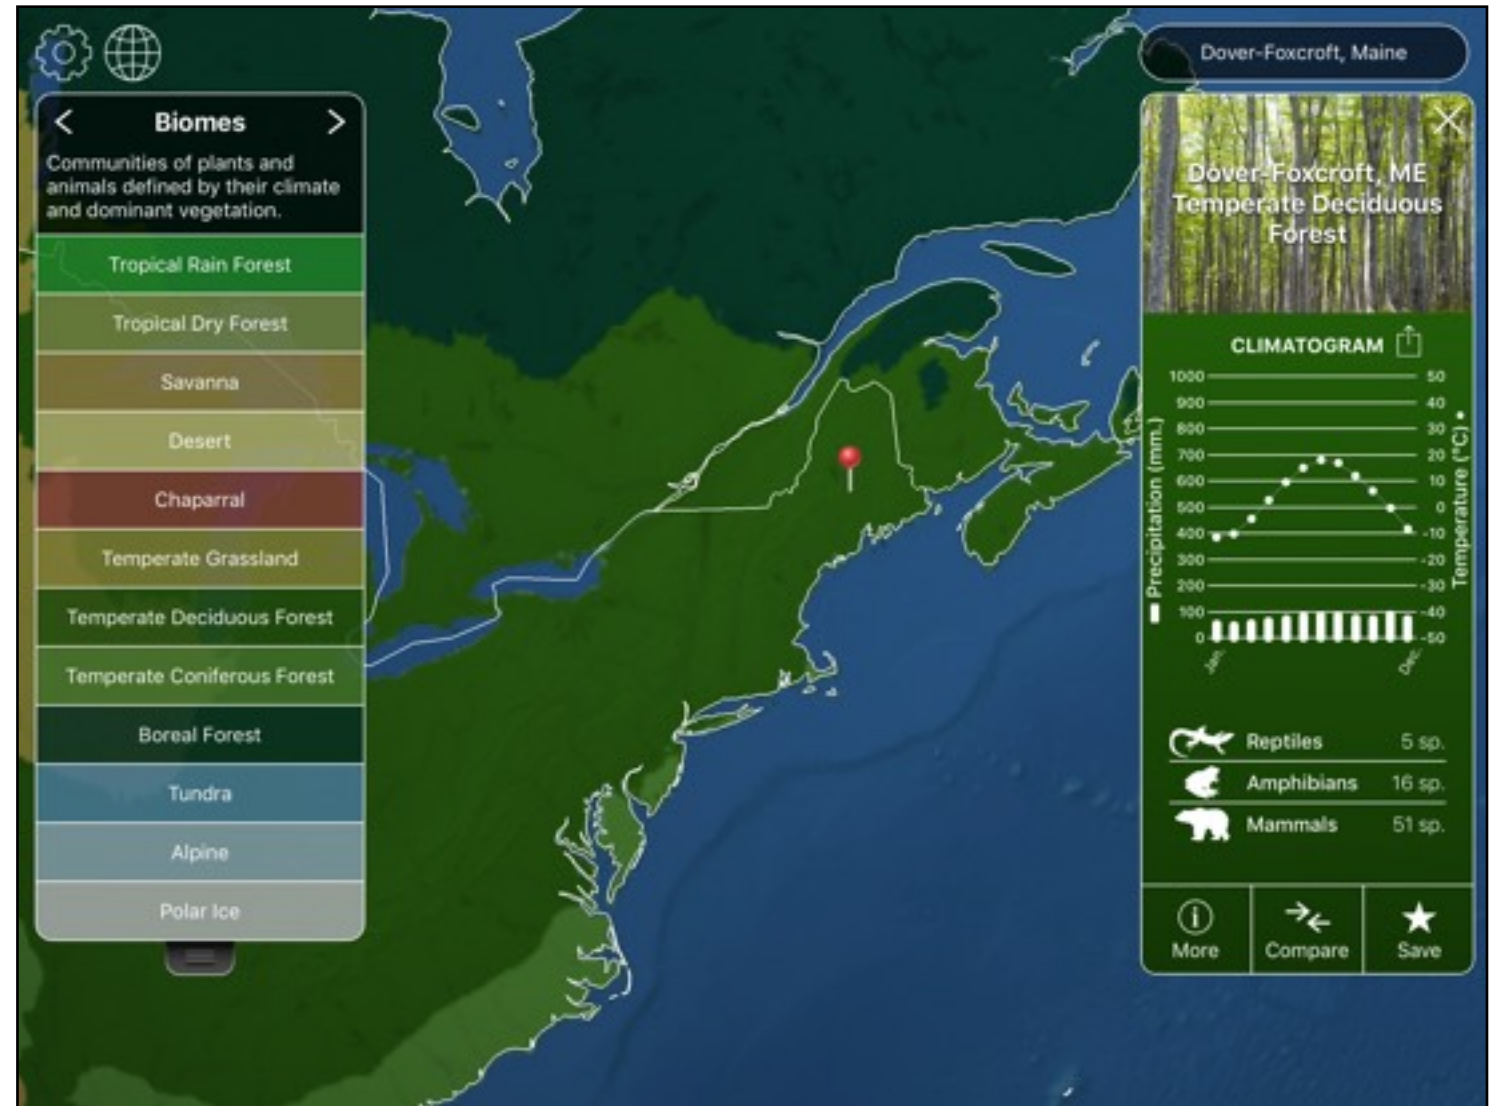 Biomes
Communities of plants and
animals defined by their climate
and dominant vegetation.
Tropical Rain Forest
Tropical Dry Forest
Savanna
Desert
Chaparral
Temperate Grassland
Temperate Deciduous Forest
Temperate Coniferous Forest
Boreal Forest
Tundra
Alpine
Polar Ice
Dover-Foxcroft, Maine
Dover-Foxcroft, ME
Temperate Deciduous
Forest
CLIMATOGRAM
Precipitation (mm.)
1000
900
800
700
600
500
400
300
200
100
0
50
40
30
20
10
0
-10
-20
-30
-40
-50
Temperature (°C)
Jan.
Dec.
Reptiles 5 sp.
Amphibians 16 sp.
Mammals 51 sp.
More
Compare
Save